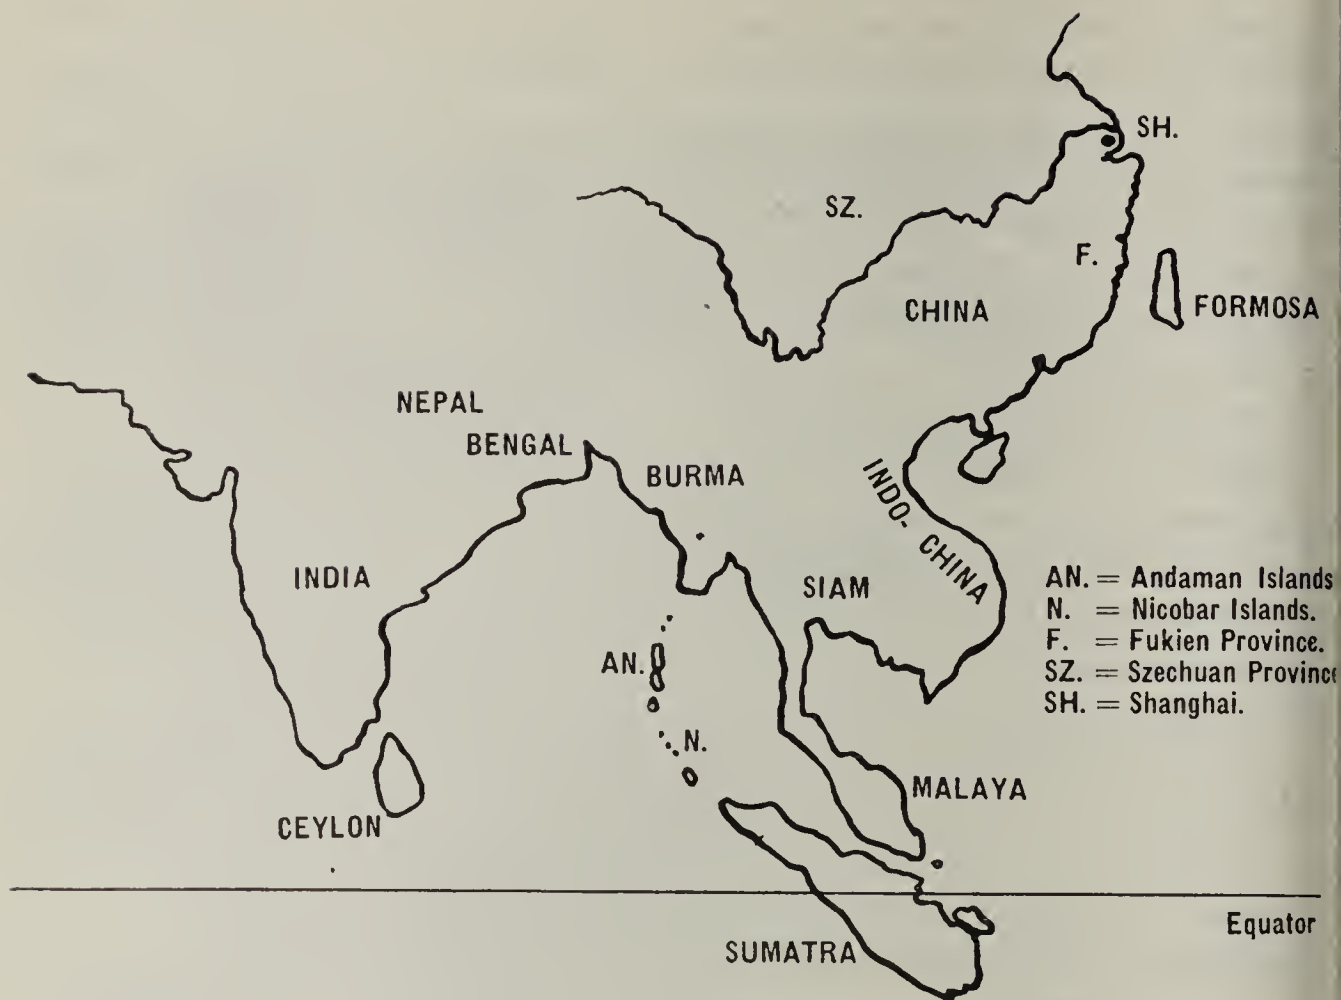 SH.
SZ.
F.
CHINA
FORMOSA
NEPAL
BENGAL
BURMA
INDO-CHINA
INDIA
SIAM
AN. = Andaman Islands
N. = Nicobar Islands.
F. = Fukien Province.
SZ. = Szechuan Province
SH. = Shanghai.
AN.
N.
MALAYA
CEYLON
Equator
SUMATRA